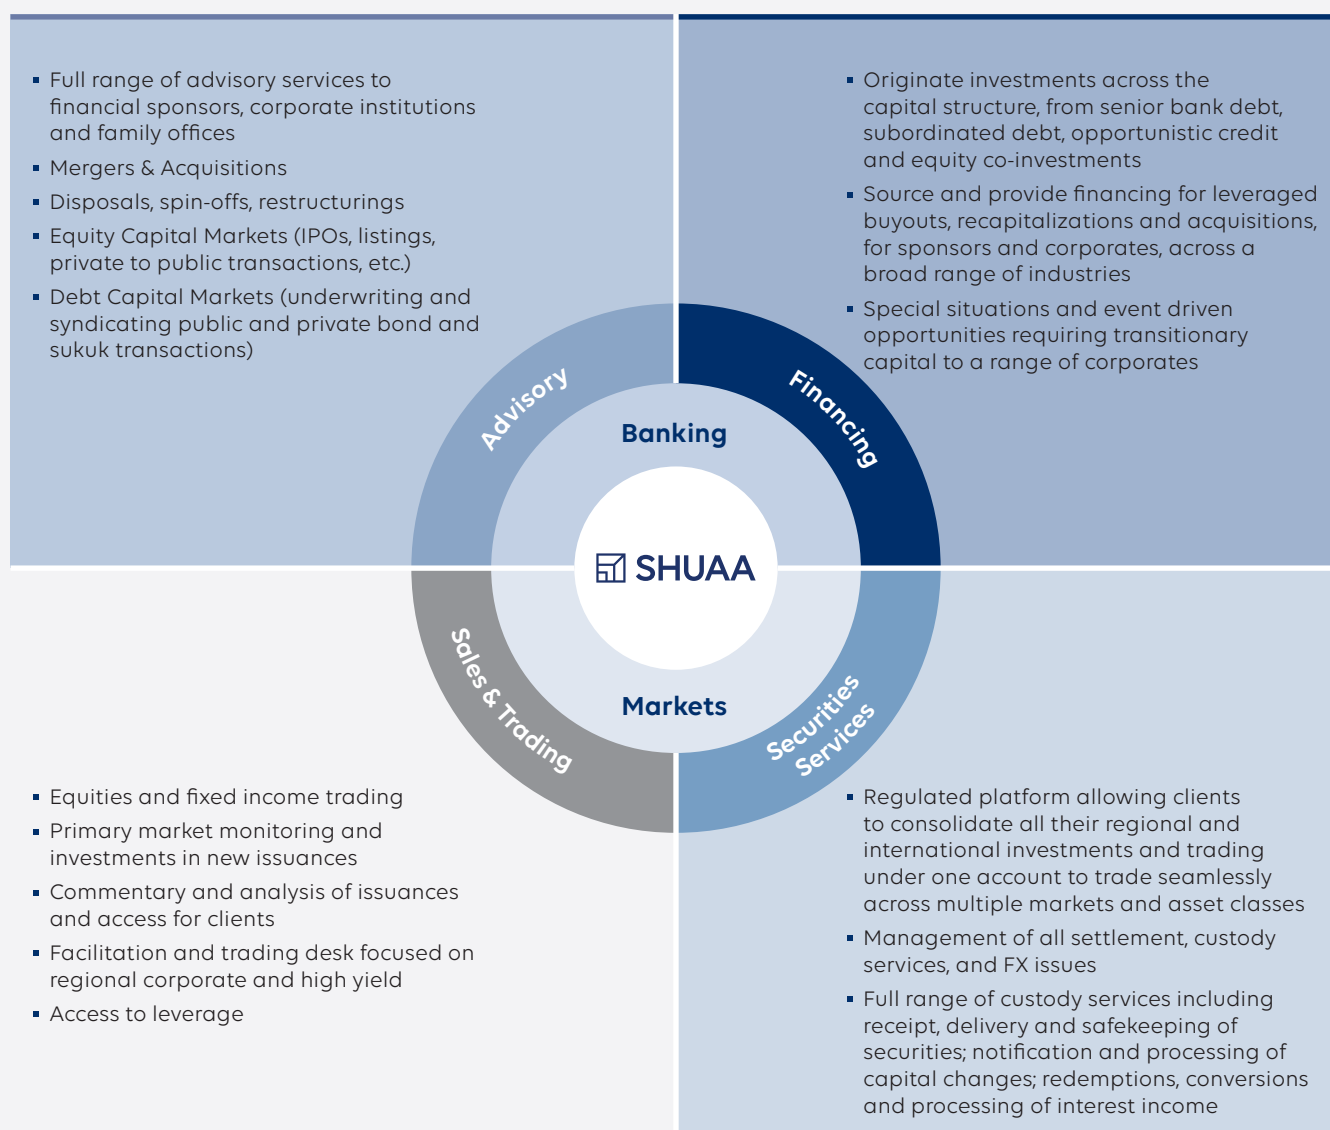 ▪ Full range of advisory services to
financial sponsors, corporate institutions
and family offices
▪ Mergers & Acquisitions
▪ Disposals, spin-offs, restructurings
▪ Equity Capital Markets (IPOs, listings,
private to public transactions, etc.)
▪ Debt Capital Markets (underwriting and
syndicating public and private bond and
sukuk transactions)
▪ Originate investments across the
capital structure, from senior bank debt,
subordinated debt, opportunistic credit
and equity co-investments
▪ Source and provide financing for leveraged
buyouts, recapitalizations and acquisitions,
for sponsors and corporates, across a
broad range of industries
▪ Special situations and event driven
opportunities requiring transitionary
capital to a range of corporates
Advisory
Financing
Banking
SHUAA
Markets
Sales & Trading
Securities
Services
▪ Equities and fixed income trading
▪ Primary market monitoring and
investments in new issuances
▪ Commentary and analysis of issuances
and access for clients
▪ Facilitation and trading desk focused on
regional corporate and high yield
▪ Access to leverage
▪ Regulated platform allowing clients
to consolidate all their regional and
international investments and trading
under one account to trade seamlessly
across multiple markets and asset classes
▪ Management of all settlement, custody
services, and FX issues
▪ Full range of custody services including
receipt, delivery and safekeeping of
securities; notification and processing of
capital changes; redemptions, conversions
and processing of interest income